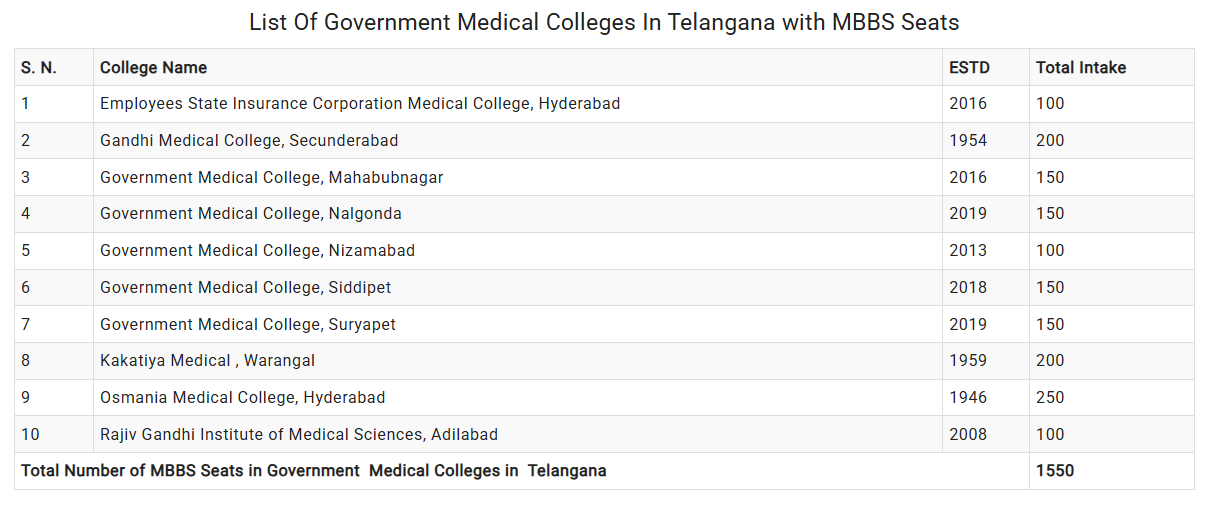 List Of Government Medical Colleges In Telangana with MBBS Seats
S. N. College Name ESTD Total Intake
1 Employees State Insurance Corporation Medical College, Hyderabad 2016 100
2 Gandhi Medical College, Secunderabad 1954 200
3 Government Medical College, Mahabubnagar 2016 150
4 Government Medical College, Nalgonda 2019 150
5 Government Medical College, Nizamabad 2013 100
6 Government Medical College, Siddipet 2018 150
7 Government Medical College, Suryapet 2019 150
8 Kakatiya Medical , Warangal 1959 200
9 Osmania Medical College, Hyderabad 1946 250
10 Rajiv Gandhi Institute of Medical Sciences, Adilabad 2008 100
Total Number of MBBS Seats in Government Medical Colleges in Telangana 1550